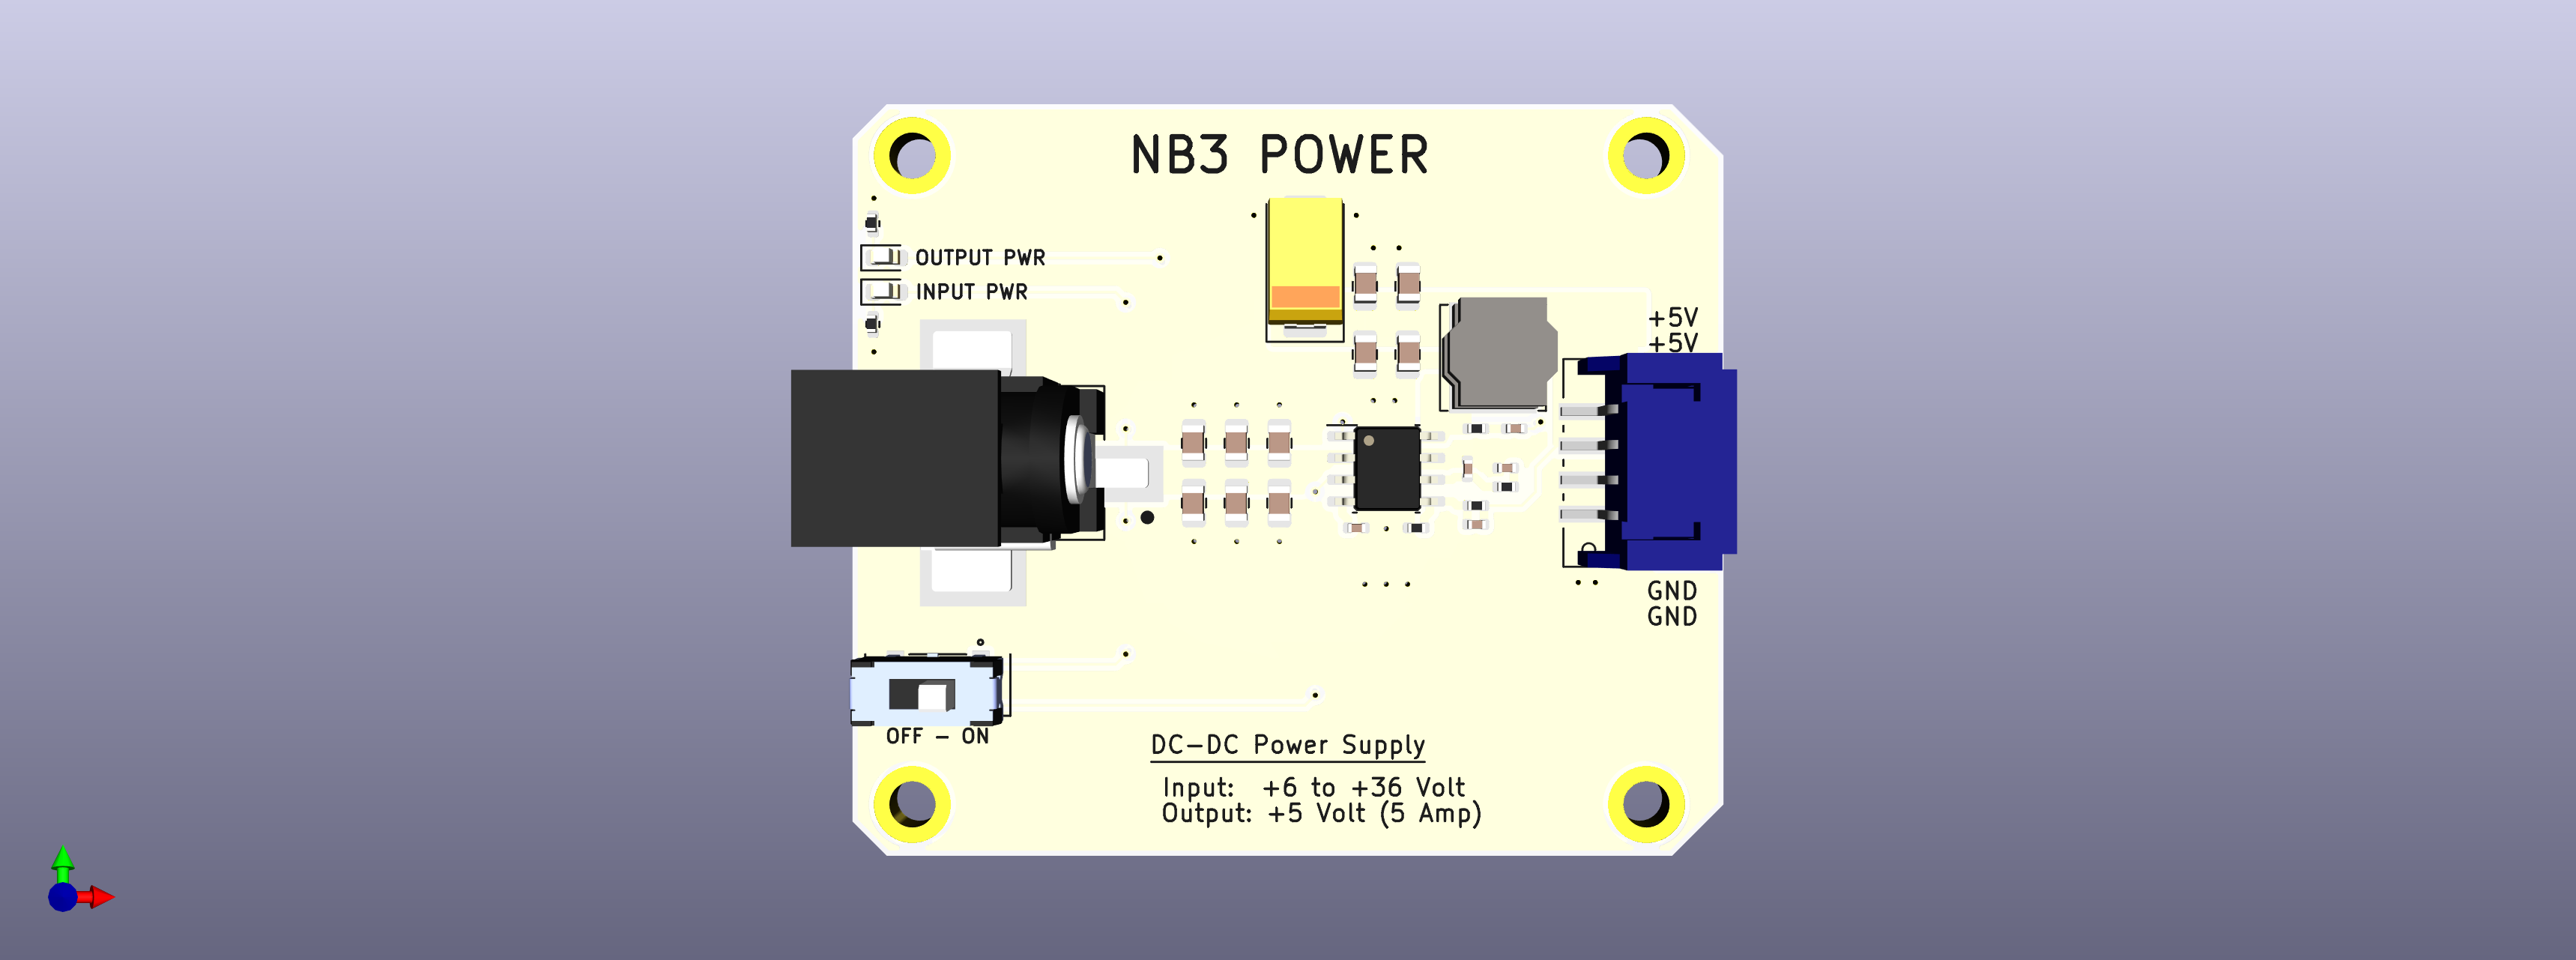 NB3 POWER
OUTPUT PWR
INPUT PWR
+5V
+5V
GND
GND
OFF - ON
DC-DC Power Supply
Input: +6 to +36 Volt
Output: +5 Volt (5 Amp)